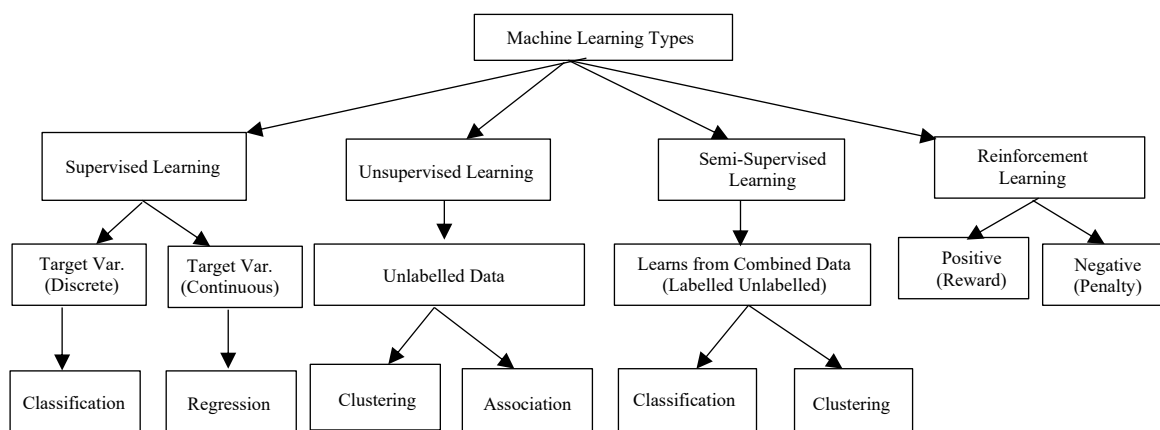 Machine Learning Types
Supervised Learning
Unsupervised Learning
Semi-Supervised
Learning
Reinforcement
Learning
Target Var.
(Discrete)
Target Var.
(Continuous)
Unlabelled Data
Learns from Combined Data
(Labelled Unlabelled)
Positive
(Reward)
Negative
(Penalty)
Classification
Regression
Clustering
Association
Classification
Clustering